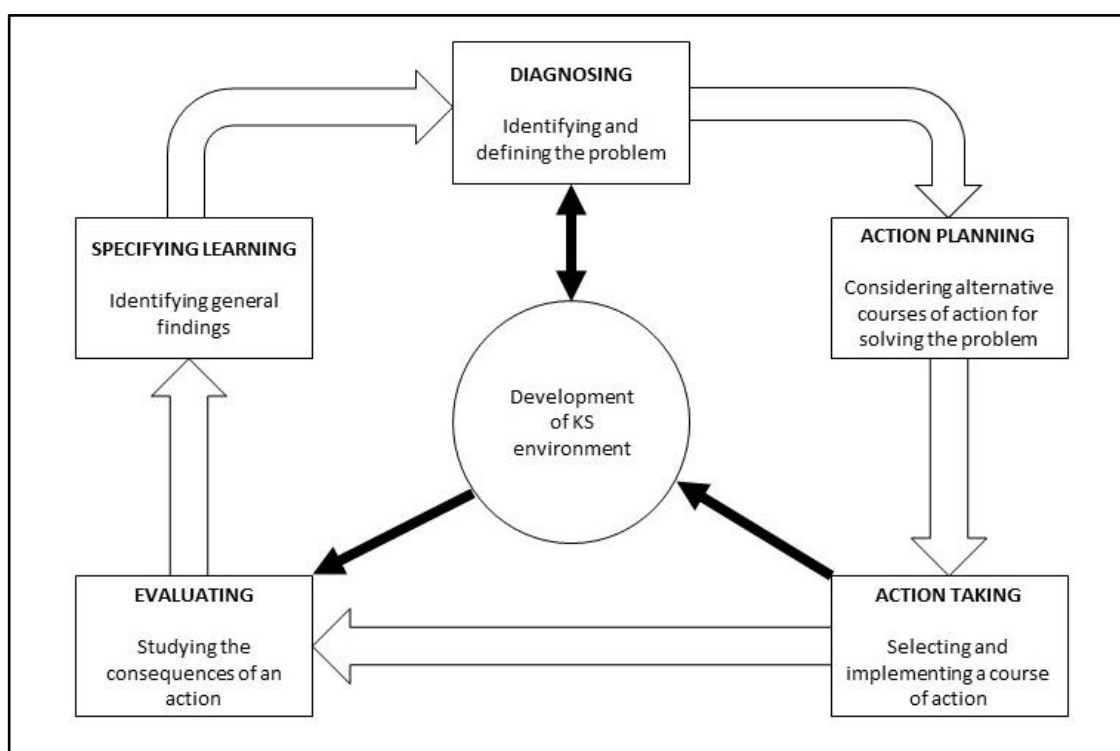 DIAGNOSING
Identifying and
defining the problem
ACTION PLANNING
Considering alternative
courses of action for
solving the problem
ACTION TAKING
Selecting and
implementing a course
of action
EVALUATING
Studying the
consequences of an
action
SPECIFYING LEARNING
Identifying general
findings
Development
of KS
environment